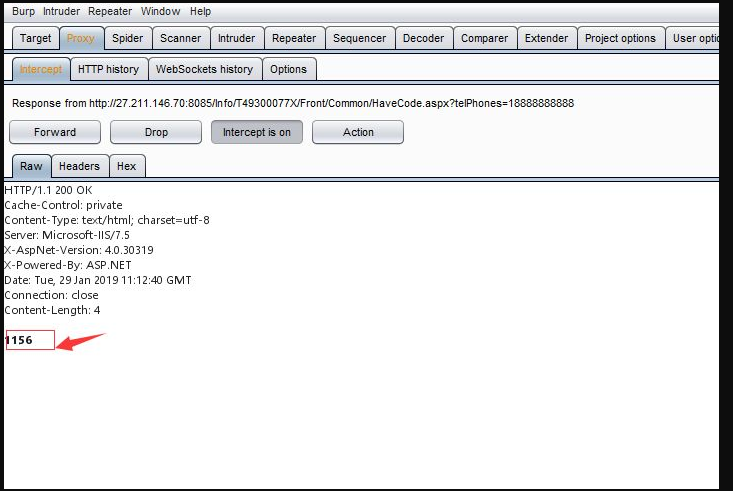 Burp Intruder Repeater Window Help
Target Proxy Spider Scanner Intruder Repeater Sequencer Decoder Comparer Extender Project options User optio
Intercept HTTP history WebSockets history Options
Response from http://27.211.146.70:8085/Info/T49300077X/Front/Common/HaveCode.aspx?telPhones=18888888888
Forward Drop Intercept is on Action
Raw Headers Hex
HTTP/1.1 200 OK
Cache-Control: private
Content-Type: text/html; charset=utf-8
Server: Microsoft-IIS/7.5
X-AspNet-Version: 4.0.30319
X-Powered-By: ASP.NET
Date: Tue, 29 Jan 2019 11:12:40 GMT
Connection: close
Content-Length: 4
1156